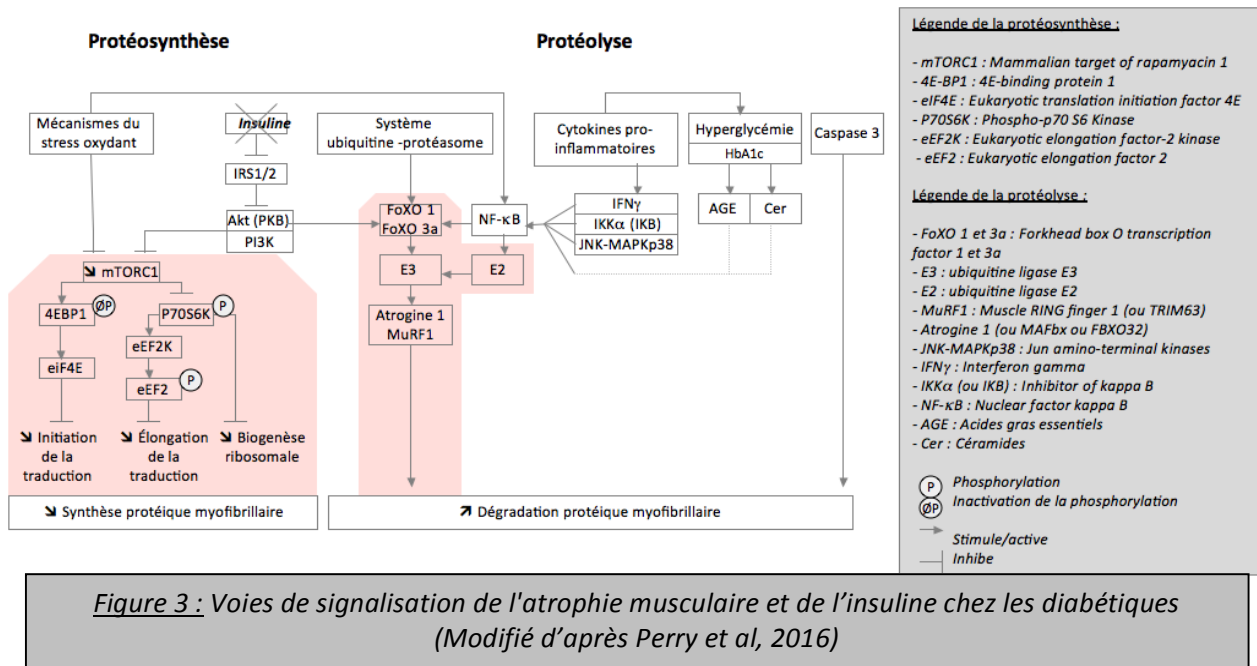 Protéosynthèse
Protéolyse
Mécanismes du
stress oxydant
Insuline
Système
ubiquitine -protéasome
Cytokines pro-
inflammatoires
Hyperglycémie
HbA1c
Caspase 3
IRS1/2
Akt (PKB)
PI3K
FoXO 1
FoXO 3a
NF-κB
IFNγ
IKKα (IKB)
JNK-MAPKp38
AGE
Cer
↘ mTORC1
E3
E2
4EBP1
ØP
P70S6K
P
Atrogine 1
MuRF1
eEF2K
eiF4E
eEF2
P
↘ Initiation
de la
traduction
↘ Élongation
de la
traduction
↘ Biogenèse
ribosomale
↘ Synthèse protéique myofibrillaire
↗ Dégradation protéique myofibrillaire
Légende de la protéosynthèse :
- mTORC1 : Mammalian target of rapamyacin 1
- 4E-BP1 : 4E-binding protein 1
- eIF4E : Eukaryotic translation initiation factor 4E
- P70S6K : Phospho-p70 S6 Kinase
- eEF2K : Eukaryotic elongation factor-2 kinase
- eEF2 : Eukaryotic elongation factor 2
Légende de la protéolyse :
- FoXO 1 et 3a : Forkhead box O transcription
factor 1 et 3a
- E3 : ubiquitine ligase E3
- E2 : ubiquitine ligase E2
- MuRF1 : Muscle RING finger 1 (ou TRIM63)
- Atrogine 1 (ou MAFbx ou FBXO32)
- JNK-MAPKp38 : Jun amino-terminal kinases
- IFNγ : Interferon gamma
- IKKα (ou IKB) : Inhibitor of kappa B
- NF-κB : Nuclear factor kappa B
- AGE : Acides gras essentiels
- Cer : Céramides
P Phosphorylation
ØP Inactivation de la phosphorylation
Stimule/active
Inhibe
Figure 3 : Voies de signalisation de l'atrophie musculaire et de l’insuline chez les diabétiques
(Modifié d’après Perry et al, 2016)